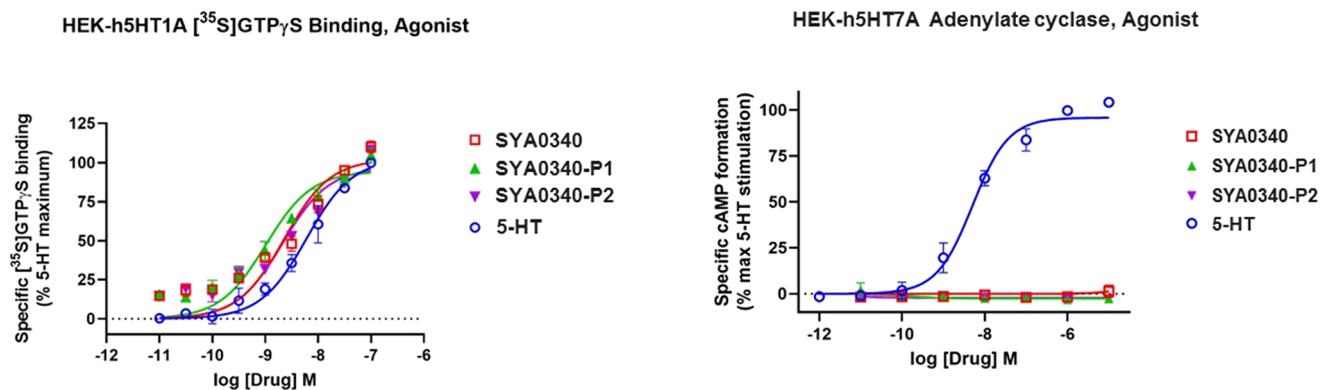 HEK-h5HT1A [³⁵S]GTPγS Binding, Agonist
Specific [³⁵S]GTPγS binding
(% 5-HT maximum)
125
100
75
50
25
0
-12
-11
-10
-9
-8
-7
-6
log [Drug] M
SYA0340
SYA0340-P1
SYA0340-P2
5-HT
HEK-h5HT7A Adenylate cyclase, Agonist
Specific cAMP formation
(% max 5-HT stimulation)
100
75
50
25
0
-12
-10
-8
-6
log [Drug] M
SYA0340
SYA0340-P1
SYA0340-P2
5-HT